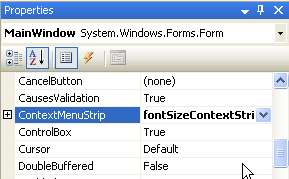 Properties
MainWindow System.Windows.Forms.Form
CancelButton (none)
CausesValidation True
ContextMenuStrip fontSizeContextStri
ControlBox True
Cursor Default
DoubleBuffered False